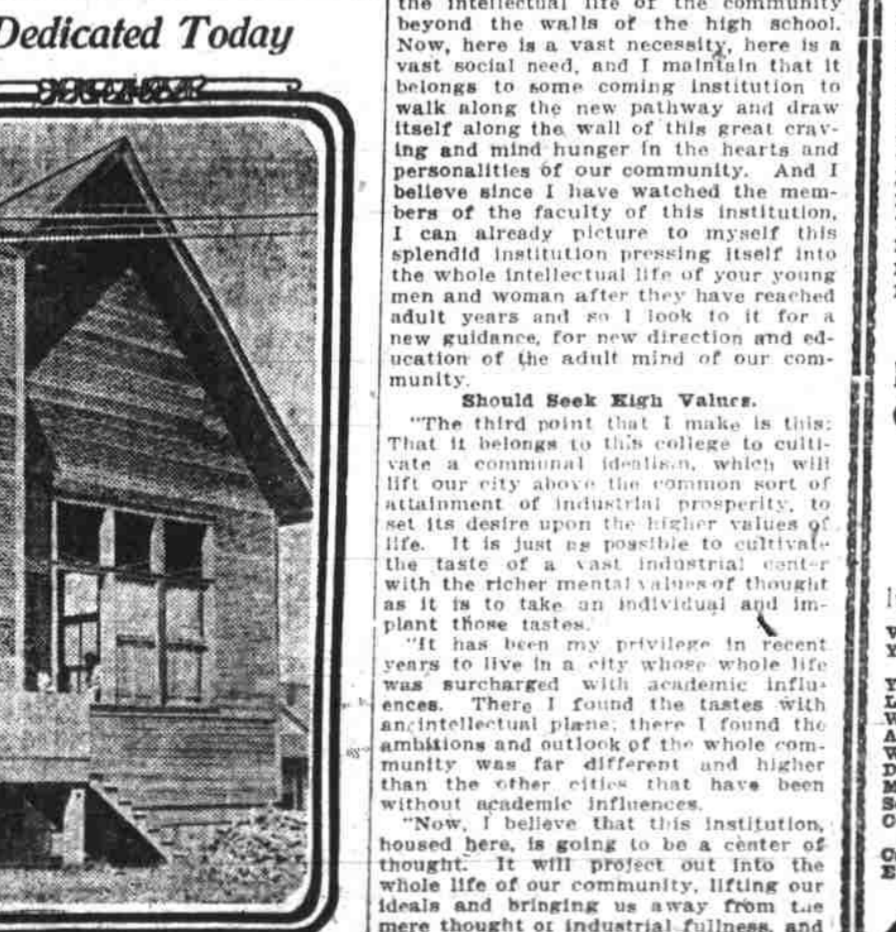 Dedicated Today
the intellectual life of the community
beyond the walls of the high school.
Now, here is a vast necessity, here is a
vast social need, and I maintain that it
belongs to some coming institution to
walk along the new pathway and draw
itself along the wall of this great crav-
ing and mind hunger in the hearts and
personalities of our community. And I
believe since I have watched the mem-
bers of the faculty of this institution,
I can already picture to myself this
splendid institution pressing itself into
the whole intellectual life of your young
men and woman after they have reached
adult years and so I look to it for a
new guidance, for new direction and ed-
ucation of the adult mind of our com-
munity.
Should Seek High Values.
"The third point that I make is this:
That it belongs to this college to culti-
vate a communal idealism, which will
lift our city above the common sort of
attainment of industrial prosperity, to
set its desire upon the higher values of
life. It is just as possible to cultivate
the taste of a vast industrial center
with the richer mental values of thought
as it is to take an individual and im-
plant those tastes.
"It has been my privilege in recent
years to live in a city whose whole life
was surcharged with academic influ-
ences. There I found the tastes with
an intellectual plane; there I found the
ambitions and outlook of the whole com-
munity was far different and higher
than the other cities that have been
without academic influences.
"Now, I believe that this institution,
housed here, is going to be a center of
thought. It will project out into the
whole life of our community, lifting our
ideals and bringing us away from the
mere thought of industrial fullness, and